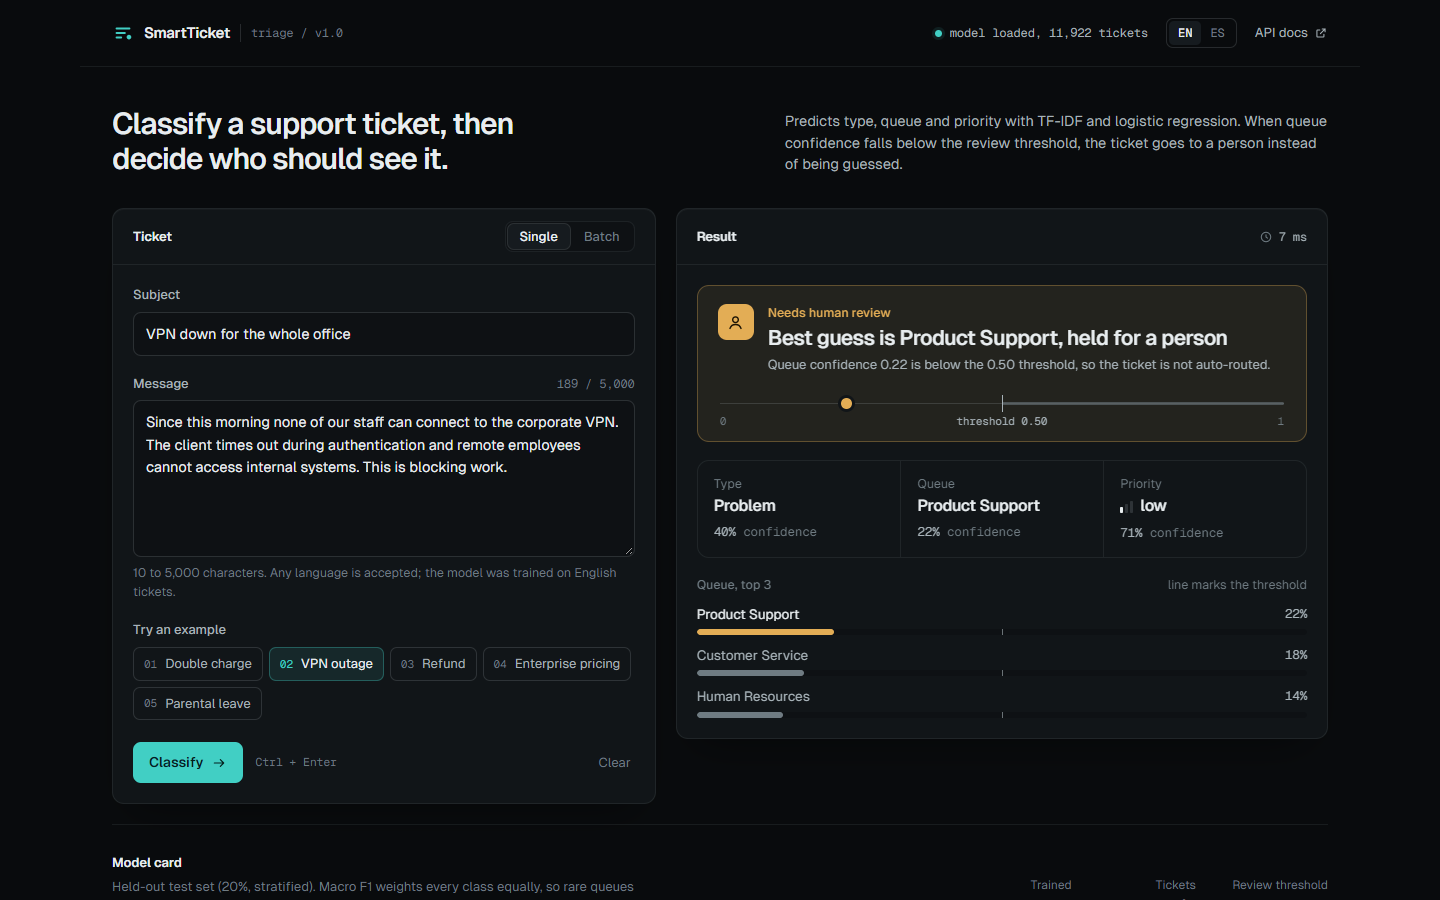 SmartTicket
triage / v1.0
model loaded, 11,922 tickets
EN
ES
API docs
Classify a support ticket, then
decide who should see it.
Predicts type, queue and priority with TF-IDF and logistic regression. When queue
confidence falls below the review threshold, the ticket goes to a person instead
of being guessed.
Ticket
Single
Batch
Subject
VPN down for the whole office
Message
189 / 5,000
Since this morning none of our staff can connect to the corporate VPN.
The client times out during authentication and remote employees
cannot access internal systems. This is blocking work.
10 to 5,000 characters. Any language is accepted; the model was trained on English
tickets.
Try an example
01 Double charge
02 VPN outage
03 Refund
04 Enterprise pricing
05 Parental leave
Classify →
Ctrl + Enter
Clear
Result
7 ms
Needs human review
Best guess is Product Support, held for a person
Queue confidence 0.22 is below the 0.50 threshold, so the ticket is not auto-routed.
0
threshold 0.50
1
Type
Problem
40% confidence
Queue
Product Support
22% confidence
Priority
low
71% confidence
Queue, top 3
line marks the threshold
Product Support
22%
Customer Service
18%
Human Resources
14%
Model card
Held-out test set (20%, stratified). Macro F1 weights every class equally, so rare queues
Trained
Tickets
Review threshold